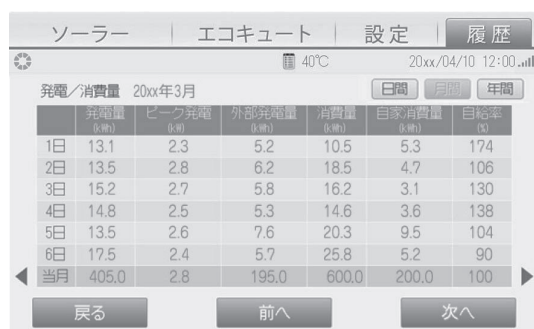 ソーラー エコキュート 設定 履歴
40℃ 20xx/04/10 12:00
発電／消費量 20xx年3月 日間 月間 年間
発電量 ピーク発電 外部発電量 消費量 自家消費量 自給率
(kWh) (kW) (kWh) (kWh) (kWh) (%)
1日 13.1 2.3 5.2 10.5 5.3 174
2日 13.5 2.8 6.2 18.5 4.7 106
3日 15.2 2.7 5.8 16.2 3.1 130
4日 14.8 2.5 5.3 14.6 3.6 138
5日 13.5 2.6 7.6 20.3 9.5 104
6日 17.5 2.4 5.7 25.8 5.2 90
当月 405.0 2.8 195.0 600.0 200.0 100
戻る 前へ 次へ